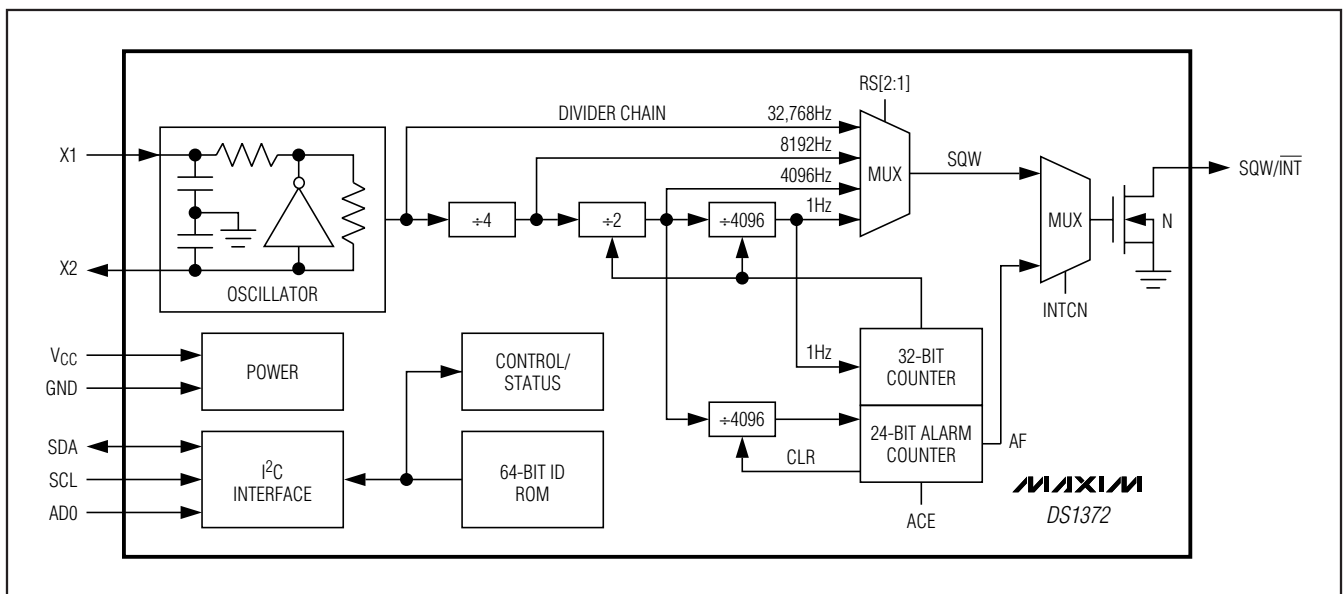 RS[2:1]
DIVIDER CHAIN
32,768Hz
8192Hz
4096Hz
1Hz
MUX
SQW
MUX
SQW/I̅N̅T̅
N
INTCN
X1
X2
÷4
÷2
÷4096
OSCILLATOR
VCC
GND
POWER
CONTROL/
STATUS
1Hz
32-BIT
COUNTER
÷4096
24-BIT ALARM
COUNTER
AF
CLR
ACE
SDA
SCL
AD0
I²C
INTERFACE
64-BIT ID
ROM
MAXIM
DS1372